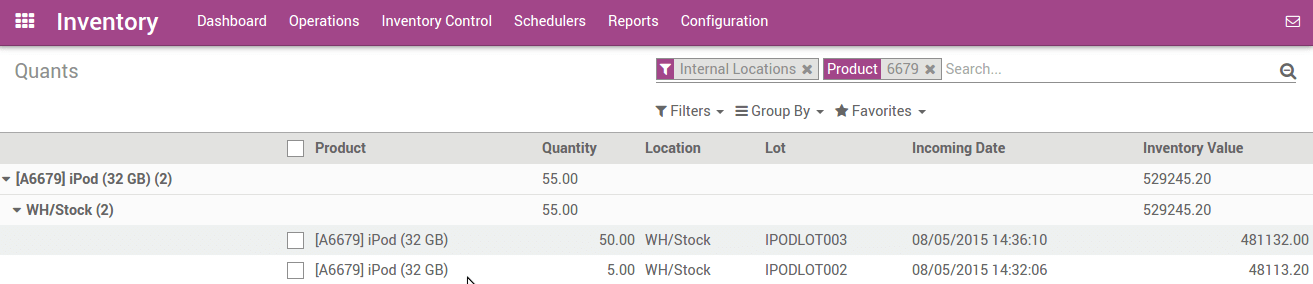 Inventory Dashboard Operations Inventory Control Schedulers Reports Configuration
Quants Internal Locations Product 6679 Search...
Filters Group By Favorites
Product Quantity Location Lot Incoming Date Inventory Value
[A6679] iPod (32 GB) (2) 55.00 529245.20
WH/Stock (2) 55.00 529245.20
[A6679] iPod (32 GB) 50.00 WH/Stock IPODLOT003 08/05/2015 14:36:10 481132.00
[A6679] iPod (32 GB) 5.00 WH/Stock IPODLOT002 08/05/2015 14:32:06 48113.20